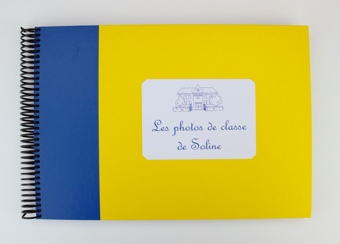 Les photos de classe
de Soline